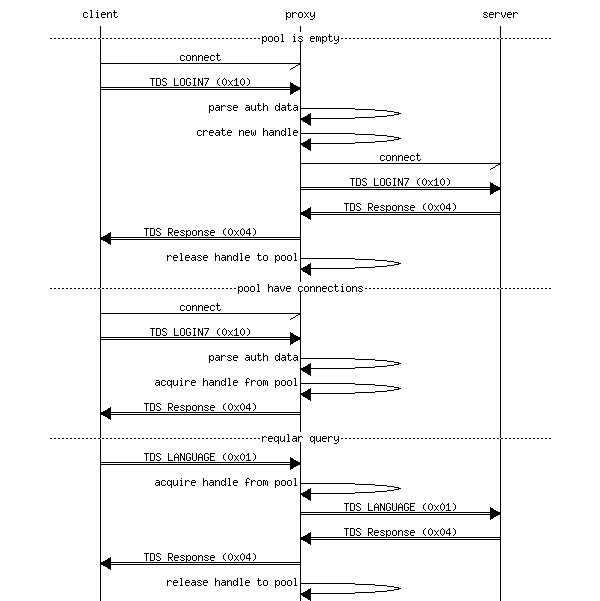 client proxy server
pool is empty
connect
TDS LOGIN7 (0x10)
parse auth data
create new handle
connect
TDS LOGIN7 (0x10)
TDS Response (0x04)
TDS Response (0x04)
release handle to pool
pool have connections
connect
TDS LOGIN7 (0x10)
parse auth data
acquire handle from pool
TDS Response (0x04)
regular query
TDS LANGUAGE (0x01)
acquire handle from pool
TDS LANGUAGE (0x01)
TDS Response (0x04)
TDS Response (0x04)
release handle to pool